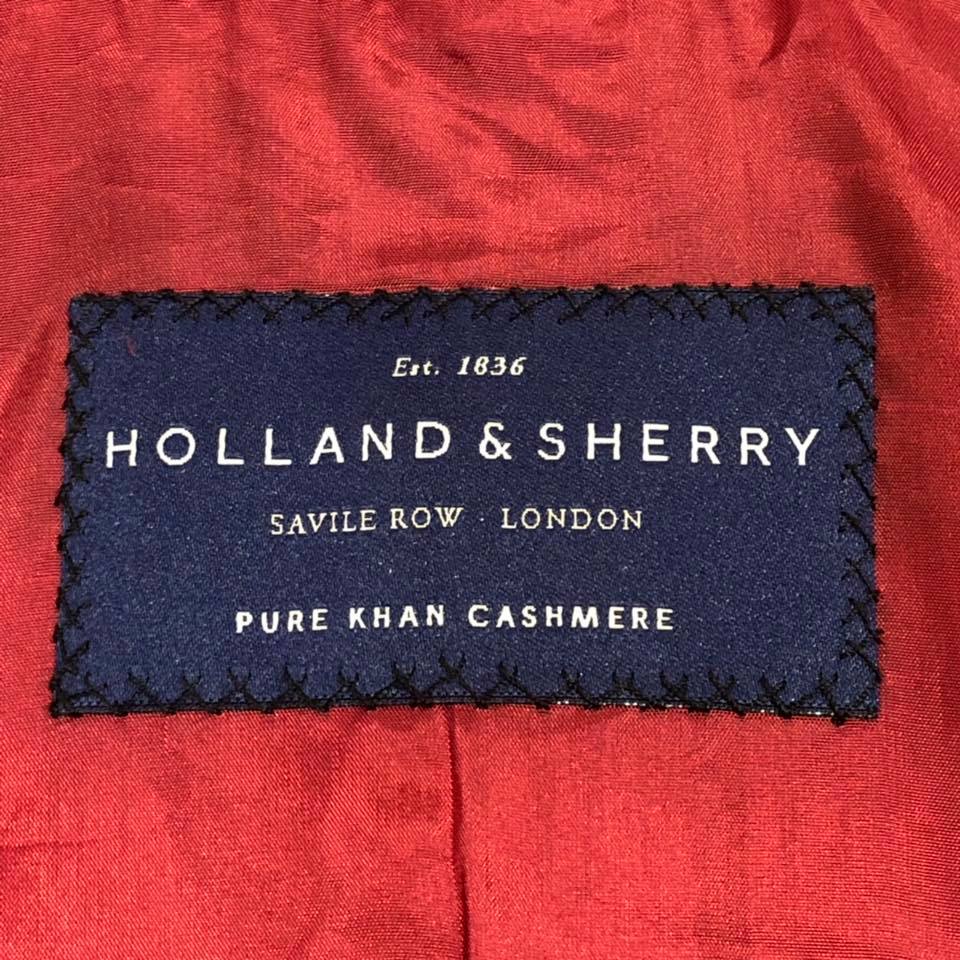 Est. 1836
HOLLAND & SHERRY
SAVILE ROW · LONDON
PURE KHAN CASHMERE